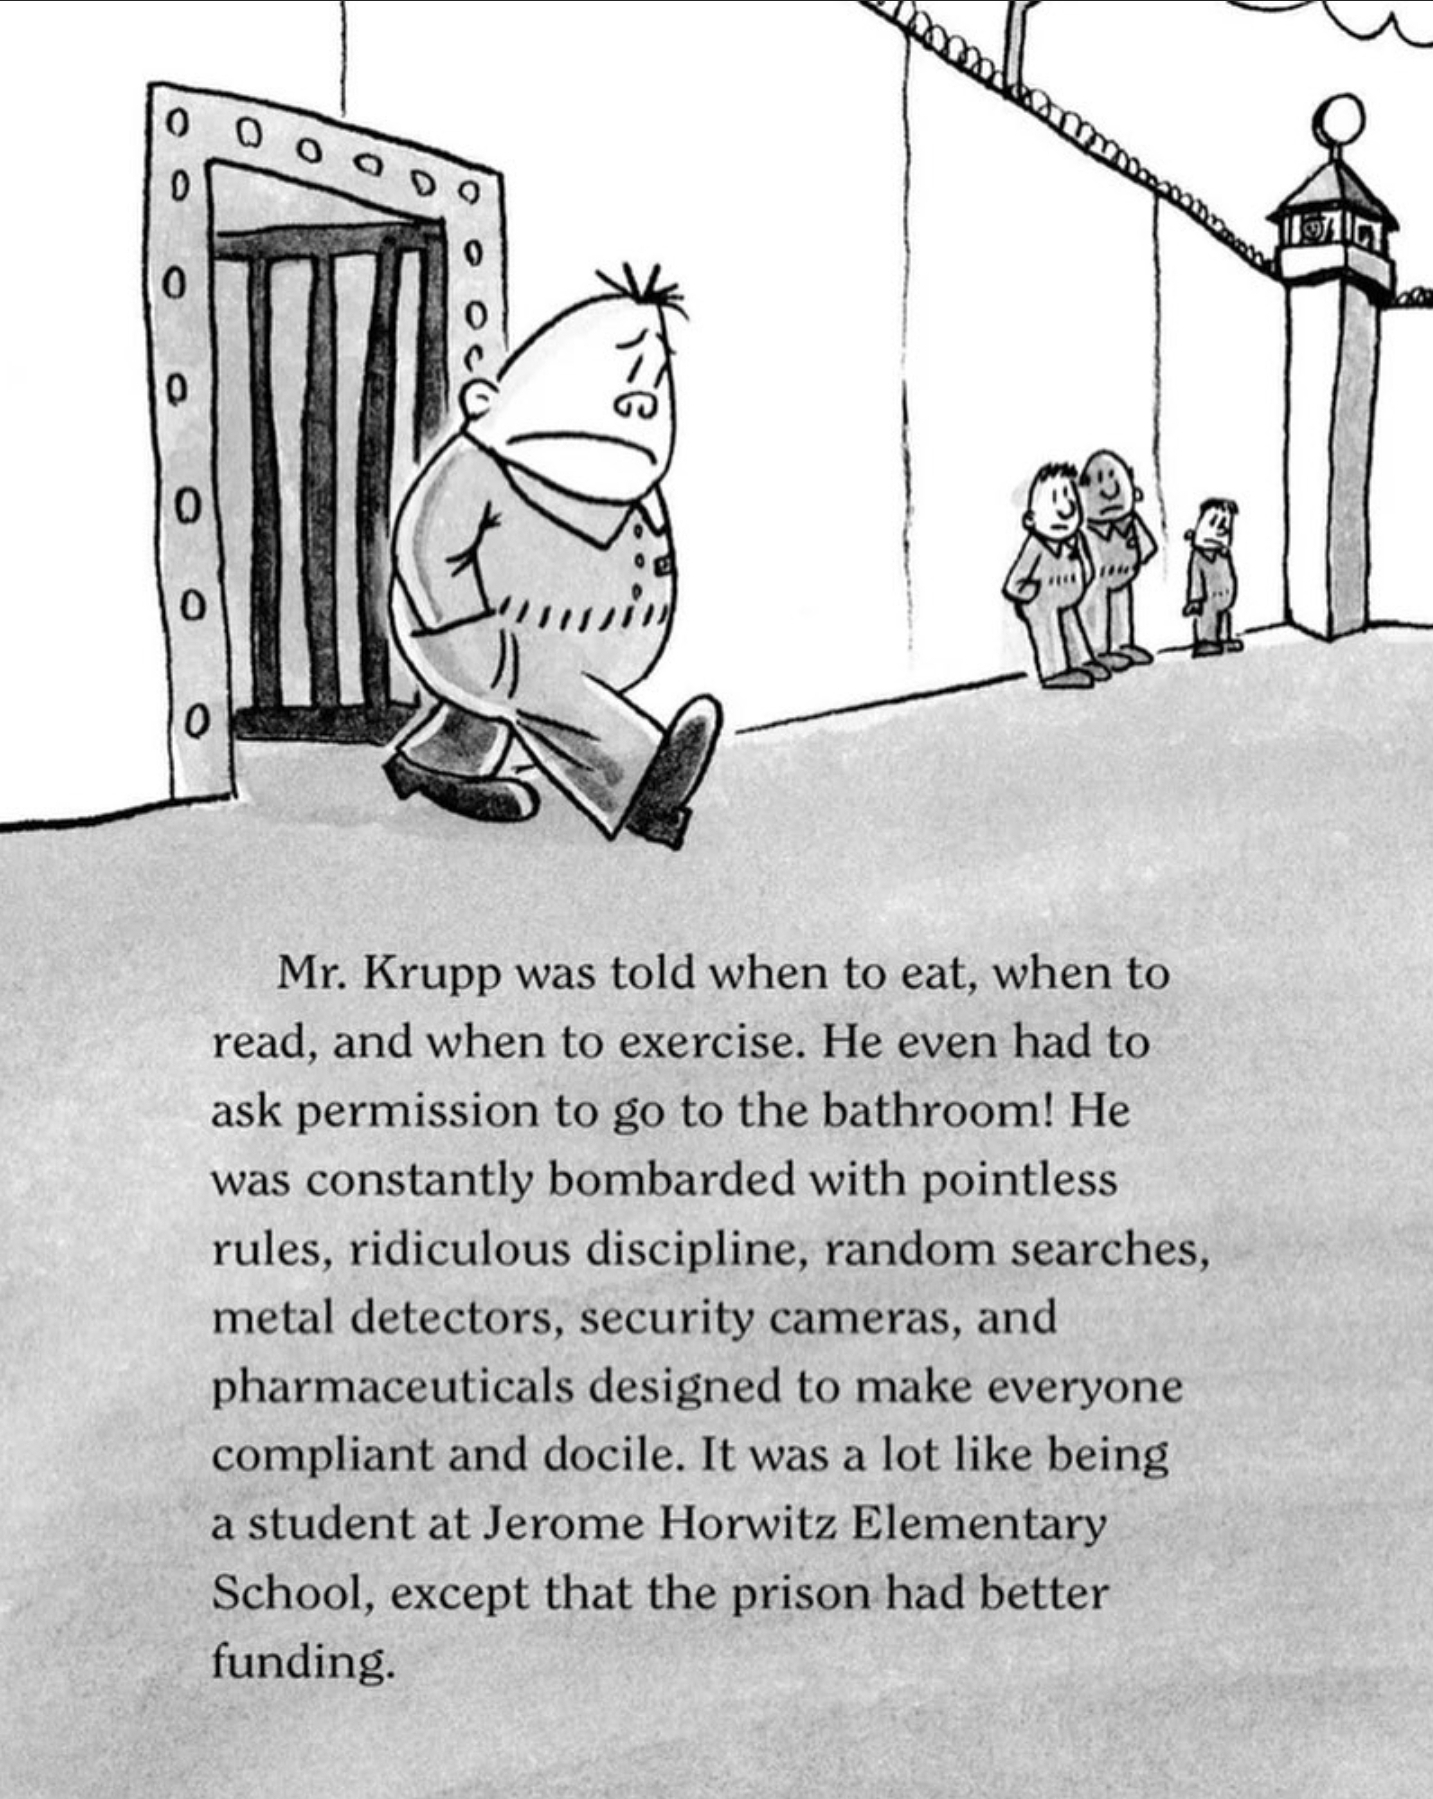 Mr. Krupp was told when to eat, when to
read, and when to exercise. He even had to
ask permission to go to the bathroom! He
was constantly bombarded with pointless
rules, ridiculous discipline, random searches,
metal detectors, security cameras, and
pharmaceuticals designed to make everyone
compliant and docile. It was a lot like being
a student at Jerome Horwitz Elementary
School, except that the prison had better
funding.